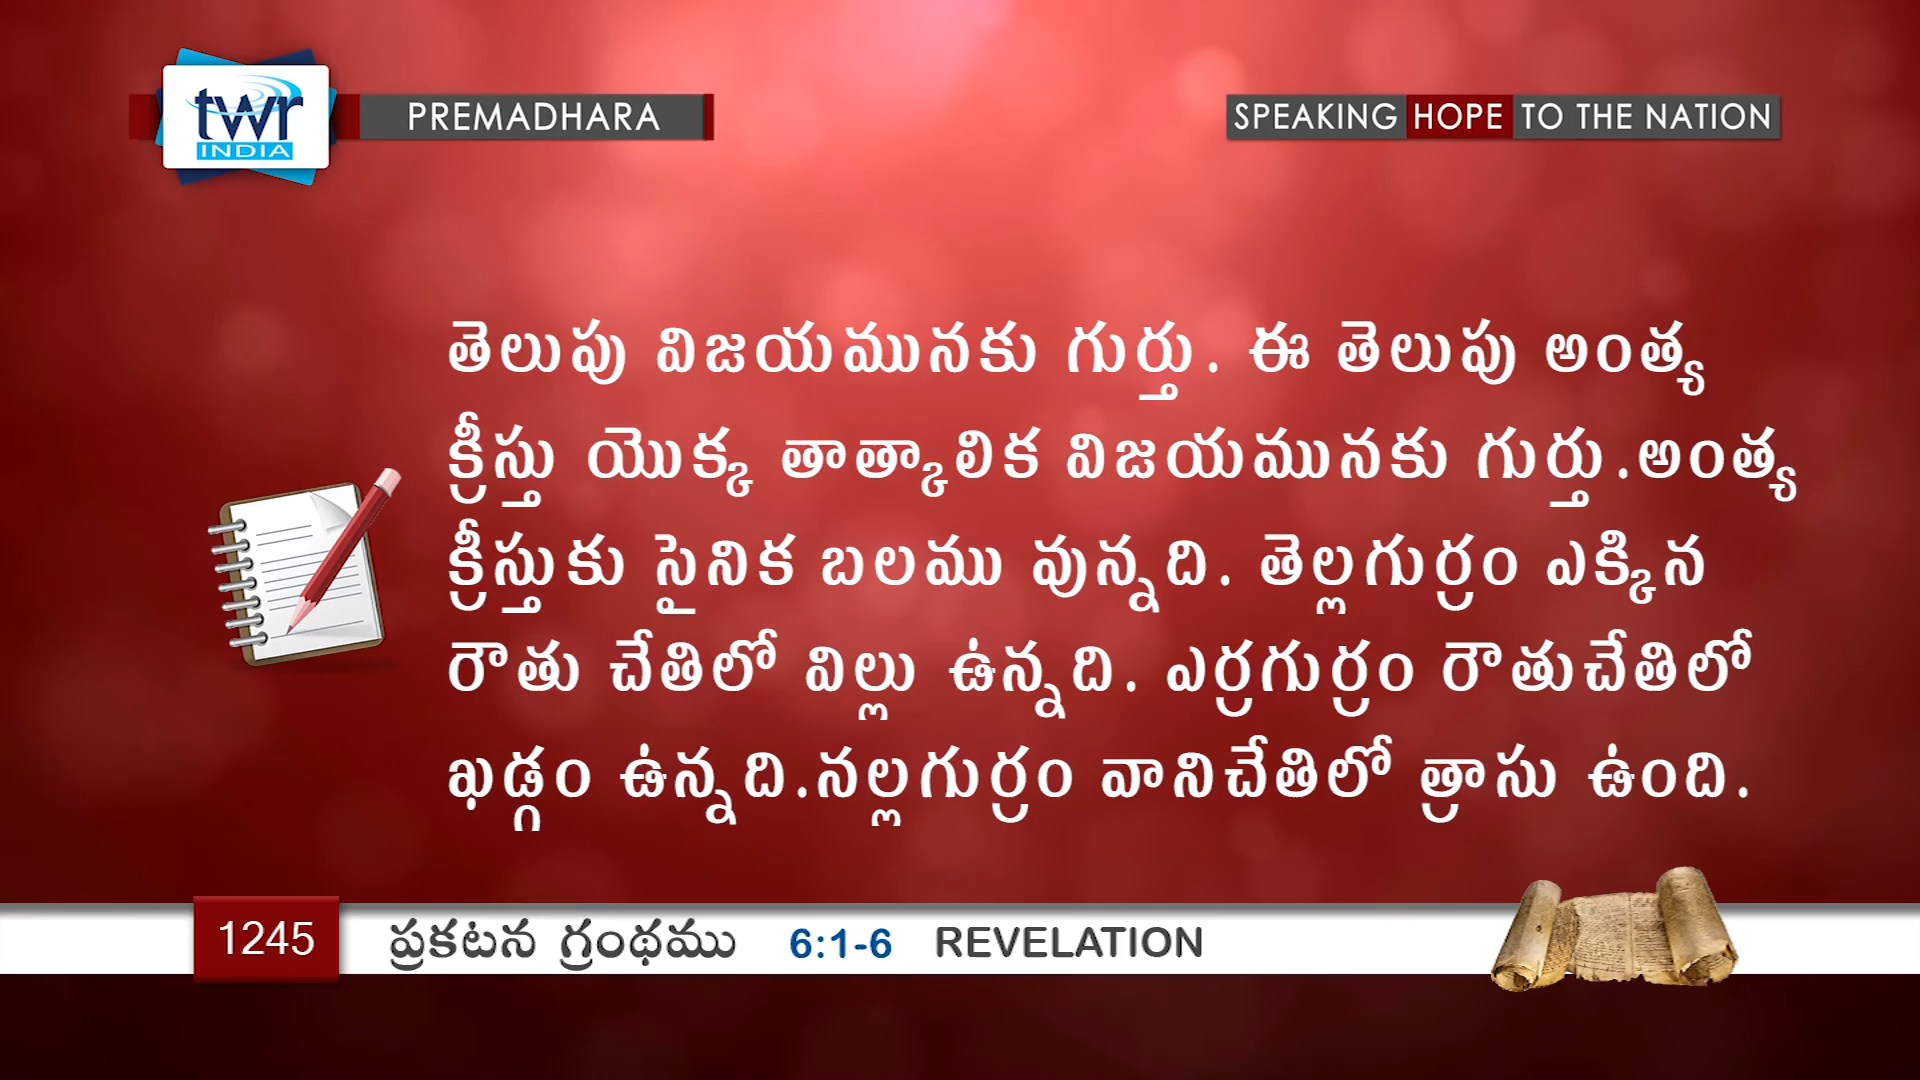 twr
INDIA
PREMADHARA
SPEAKING HOPE TO THE NATION
తెలుపు విజయమునకు గుర్తు. ఈ తెలుపు అంత్య
క్రీస్తు యొక్క తాత్కాలిక విజయమునకు గుర్తు.అంత్య
క్రీస్తుకు సైనిక బలము వున్నది. తెల్లగుర్రం ఎక్కిన
రౌతు చేతిలో విల్లు ఉన్నది. ఎర్రగుర్రం రౌతుచేతిలో
ఖడ్గం ఉన్నది.నల్లగుర్రం వానిచేతిలో త్రాసు ఉంది.
1245 ప్రకటన గ్రంథము 6:1-6 REVELATION